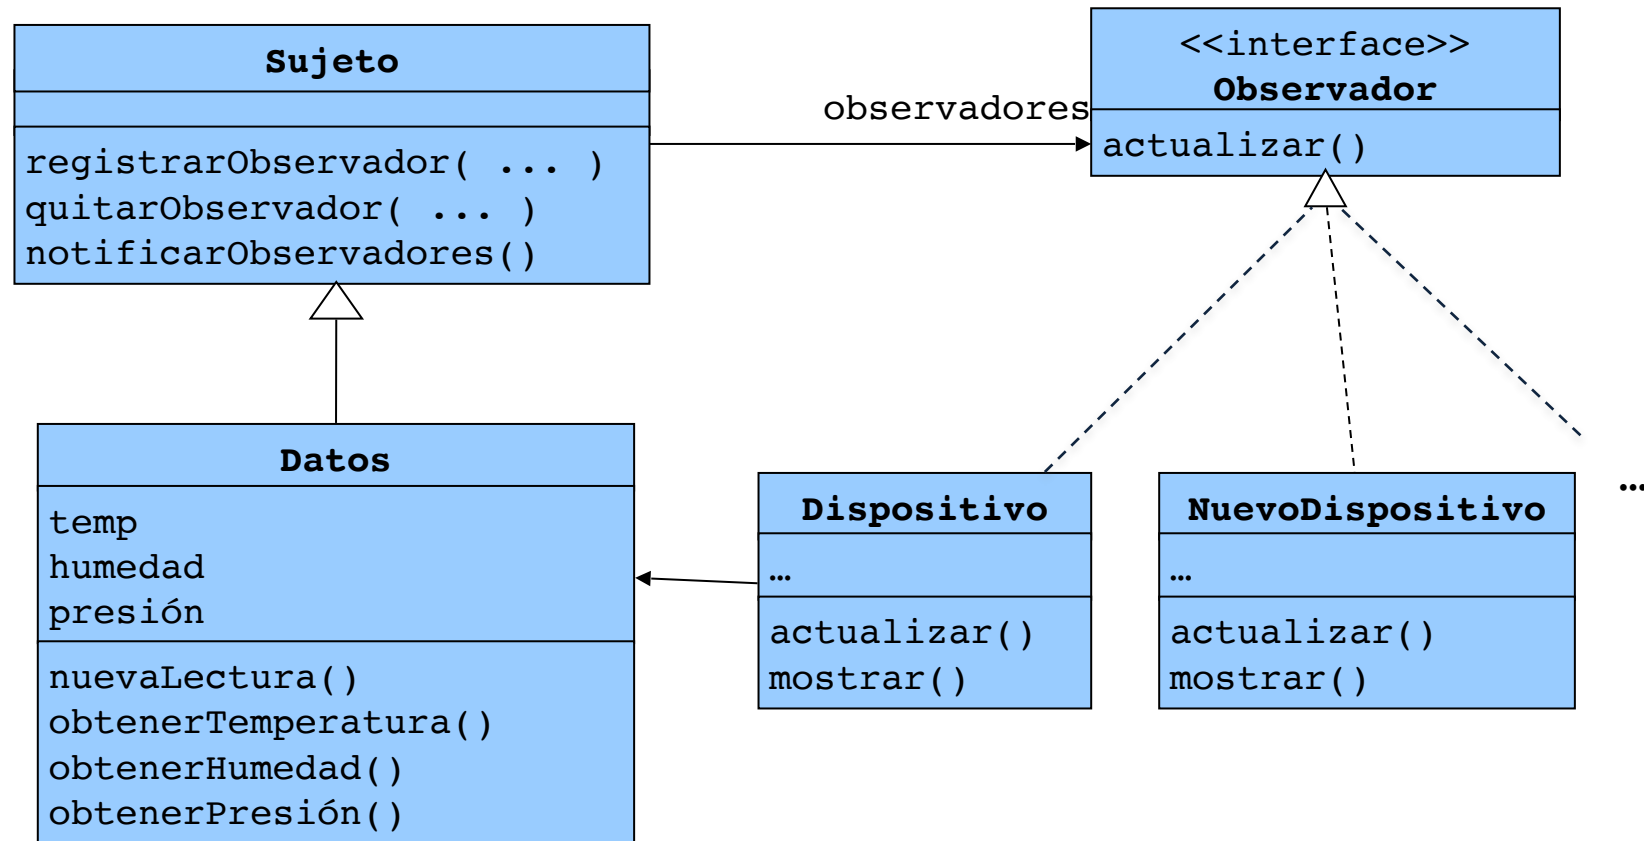 Sujeto
registrarObservador( ... )
quitarObservador( ... )
notificarObservadores()
observadores
<<interface>>
Observador
actualizar()
Datos
temp
humedad
presión
nuevaLectura()
obtenerTemperatura()
obtenerHumedad()
obtenerPresión()
Dispositivo
…
actualizar()
mostrar()
NuevoDispositivo
…
actualizar()
mostrar()
…